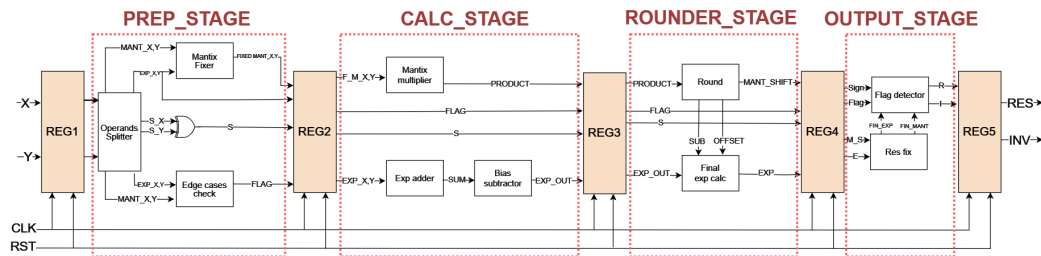 PREP_STAGE
CALC_STAGE
ROUNDER_STAGE
OUTPUT_STAGE
X
Y
CLK
RST
REG1
Operands
Splitter
MANT_X,Y
EXP_X,Y
Mantix
Fixer
FIXED MANT_X,Y
S_X
S_Y
S
EXP_X,Y
MANT_X,Y
Edge cases
check
FLAG
REG2
F_M_X,Y
Mantix
multiplier
PRODUCT
FLAG
S
EXP_X,Y
Exp adder
SUM
Bias
subtractor
EXP_OUT
REG3
PRODUCT
Round
MANT_SHIFT
FLAG
S
SUB
OFFSET
EXP_OUT
Final
exp calc
EXP
REG4
Sign
Flag
Flag detector
R
I
FIN_EXP
FIN_MANT
M_S
E
Res fix
REG5
RES
INV